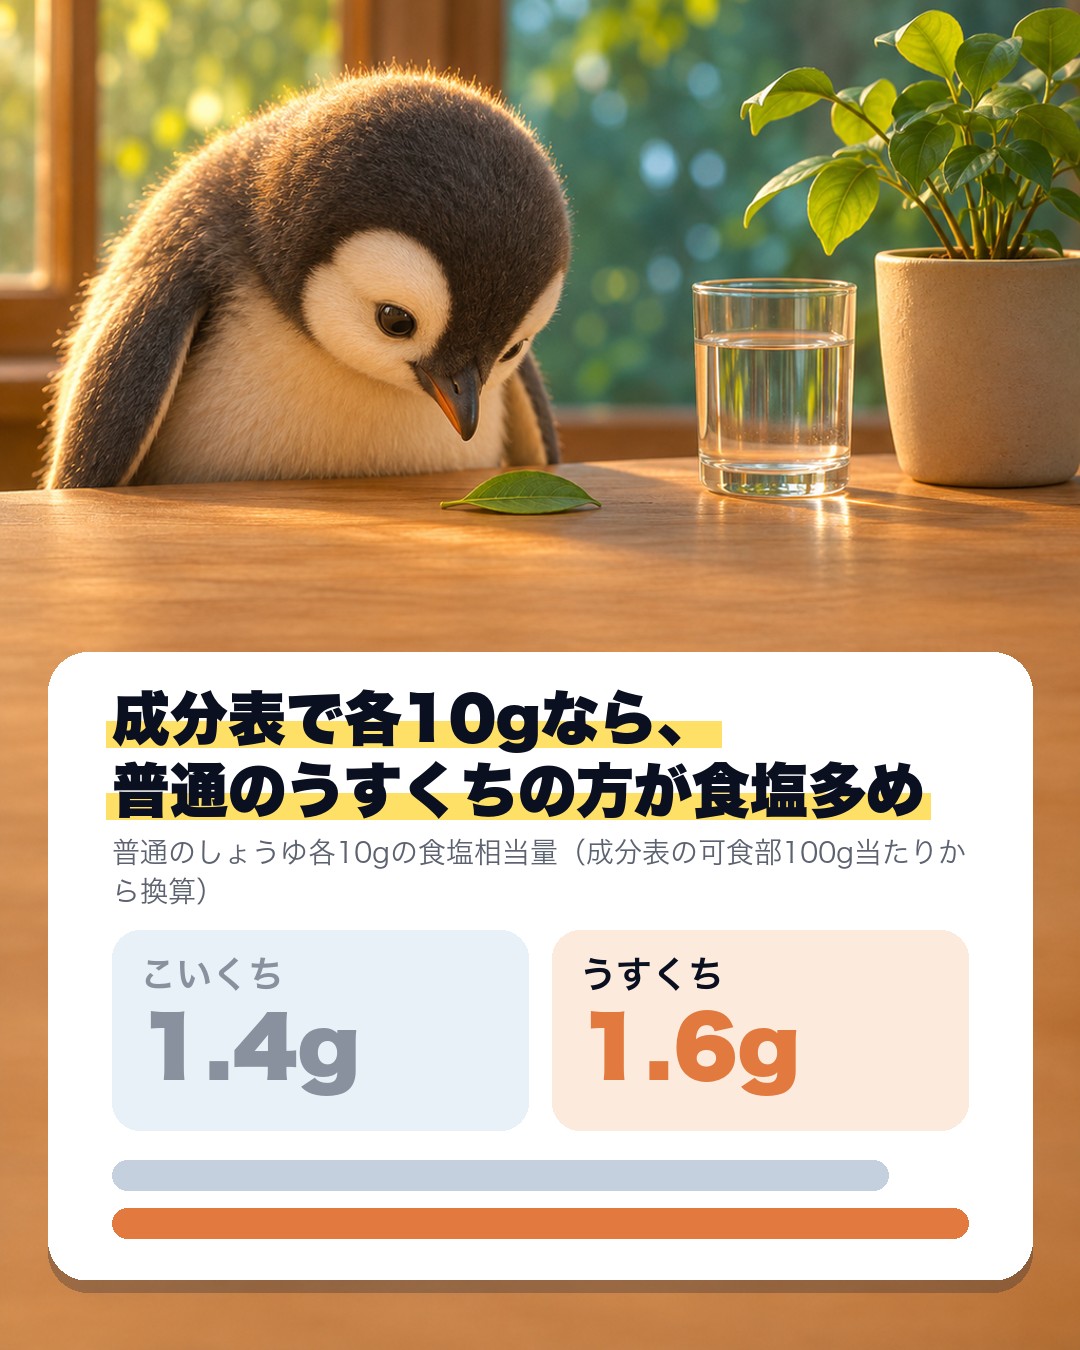 成分表で各10gなら、
普通のうすくちの方が食塩多め
普通のしょうゆ各10gの食塩相当量（成分表の可食部100g当たりか
ら換算）
こいくち
1.4g
うすくち
1.6g